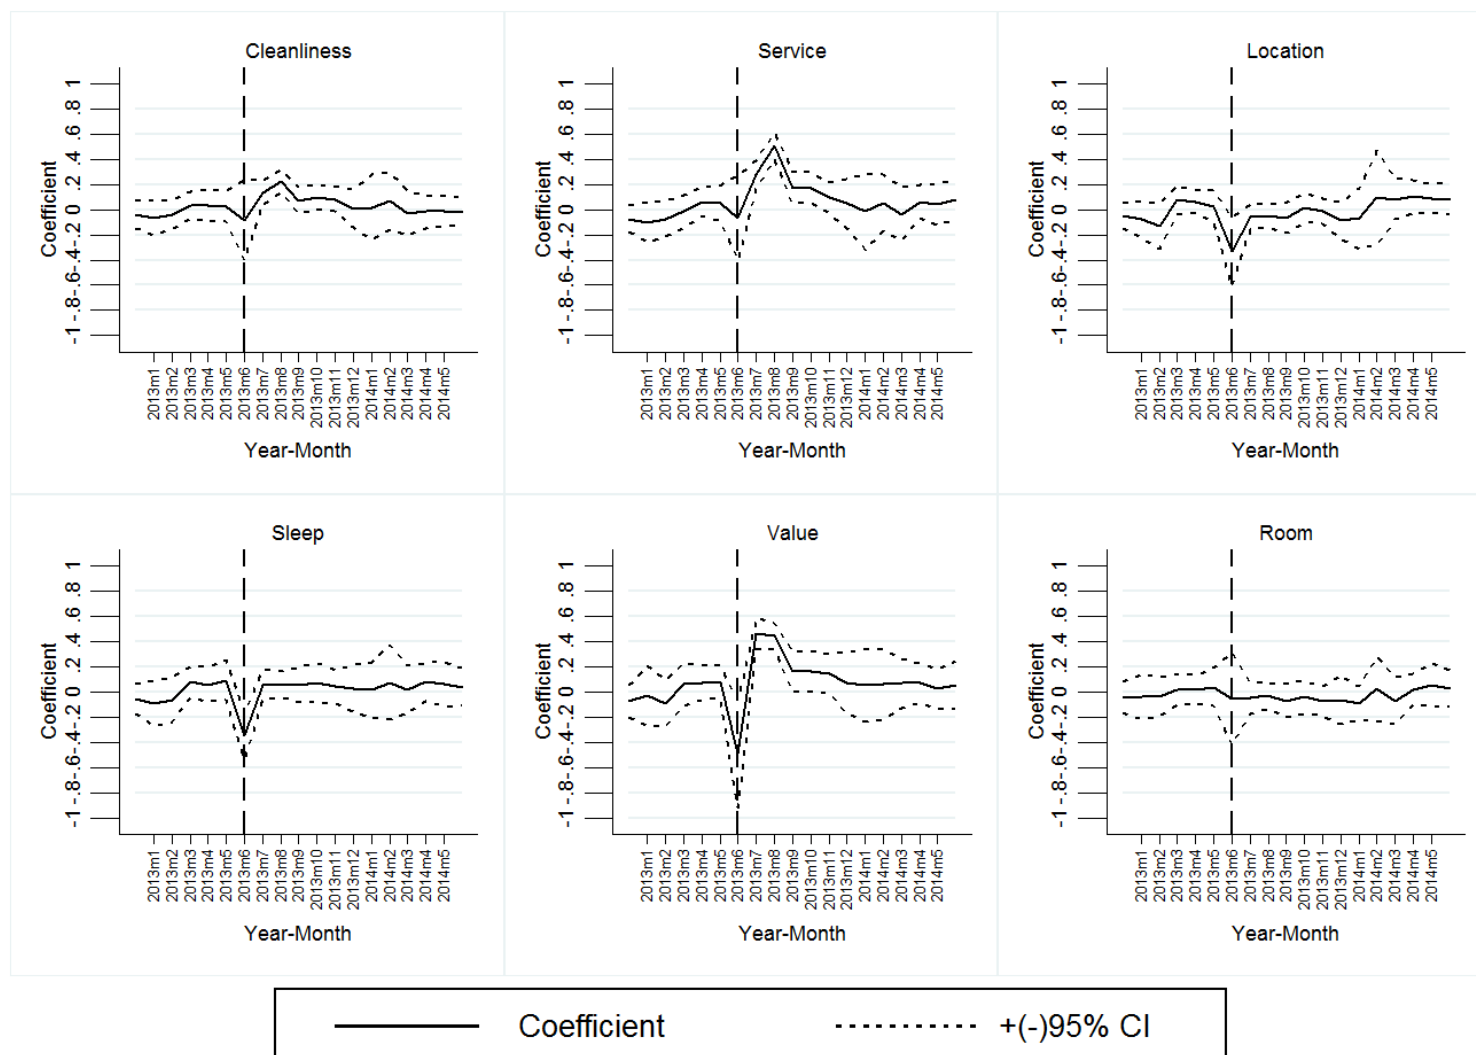 Cleanliness
Coefficient
-1 -.8-.6-.4-.2 0 .2 .4 .6 .8 1
2013m1
2013m2
2013m3
2013m4
2013m5
2013m6
2013m7
2013m8
2013m9
2013m10
2013m11
2013m12
2014m1
2014m2
2014m3
2014m4
2014m5
Year-Month
Service
Coefficient
-1 -.8-.6-.4-.2 0 .2 .4 .6 .8 1
2013m1
2013m2
2013m3
2013m4
2013m5
2013m6
2013m7
2013m8
2013m9
2013m10
2013m11
2013m12
2014m1
2014m2
2014m3
2014m4
2014m5
Year-Month
Location
Coefficient
-1 -.8-.6-.4-.2 0 .2 .4 .6 .8 1
2013m1
2013m2
2013m3
2013m4
2013m5
2013m6
2013m7
2013m8
2013m9
2013m10
2013m11
2013m12
2014m1
2014m2
2014m3
2014m4
2014m5
Year-Month
Sleep
Coefficient
-1 -.8-.6-.4-.2 0 .2 .4 .6 .8 1
2013m1
2013m2
2013m3
2013m4
2013m5
2013m6
2013m7
2013m8
2013m9
2013m10
2013m11
2013m12
2014m1
2014m2
2014m3
2014m4
2014m5
Year-Month
Value
Coefficient
-1 -.8-.6-.4-.2 0 .2 .4 .6 .8 1
2013m1
2013m2
2013m3
2013m4
2013m5
2013m6
2013m7
2013m8
2013m9
2013m10
2013m11
2013m12
2014m1
2014m2
2014m3
2014m4
2014m5
Year-Month
Room
Coefficient
-1 -.8-.6-.4-.2 0 .2 .4 .6 .8 1
2013m1
2013m2
2013m3
2013m4
2013m5
2013m6
2013m7
2013m8
2013m9
2013m10
2013m11
2013m12
2014m1
2014m2
2014m3
2014m4
2014m5
Year-Month
Coefficient
+(-)95% CI